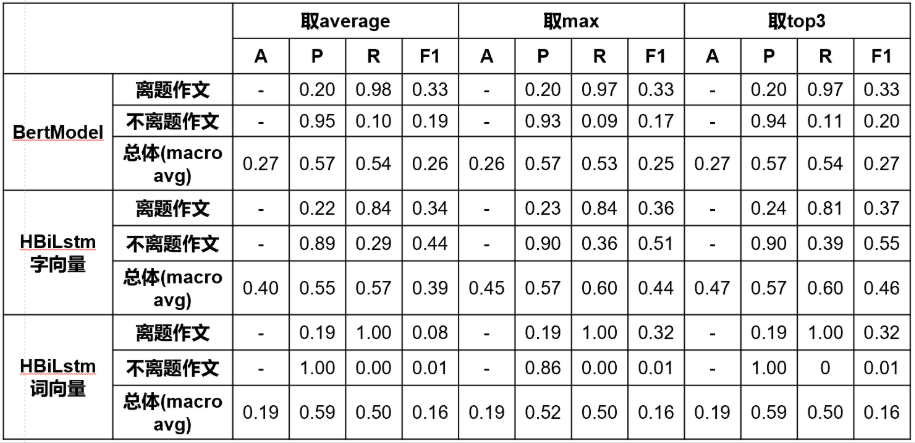 取average 取max 取top3
A P R F1 A P R F1 A P R F1
BertModel
离题作文 - 0.20 0.98 0.33 - 0.20 0.97 0.33 - 0.20 0.97 0.33
不离题作文 - 0.95 0.10 0.19 - 0.93 0.09 0.17 - 0.94 0.11 0.20
总体(macro
avg) 0.27 0.57 0.54 0.26 0.26 0.57 0.53 0.25 0.27 0.57 0.54 0.27
HBiLstm
字向量
离题作文 - 0.22 0.84 0.34 - 0.23 0.84 0.36 - 0.24 0.81 0.37
不离题作文 - 0.89 0.29 0.44 - 0.90 0.36 0.51 - 0.90 0.39 0.55
总体(macro
avg) 0.40 0.55 0.57 0.39 0.45 0.57 0.60 0.44 0.47 0.57 0.60 0.46
HBiLstm
词向量
离题作文 - 0.19 1.00 0.08 - 0.19 1.00 0.32 - 0.19 1.00 0.32
不离题作文 - 1.00 0.00 0.01 - 0.86 0.00 0.01 - 1.00 0 0.01
总体(macro
avg) 0.19 0.59 0.50 0.16 0.19 0.52 0.50 0.16 0.19 0.59 0.50 0.16